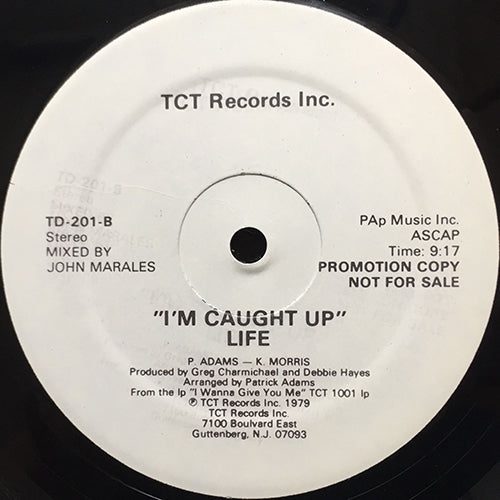 TCT Records Inc.
TD-201-B
Stereo
MIXED BY
JOHN MARALES
PAp Music Inc.
ASCAP
Time: 9:17
PROMOTION COPY
NOT FOR SALE
"I'M CAUGHT UP"
LIFE
P. ADAMS — K. MORRIS
Produced by Greg Charmichael and Debbie Hayes
Arranged by Patrick Adams
From the lp "I Wanna Give You Me" TCT 1001 lp
℗ TCT Records Inc. 1979
TCT Records Inc.
7100 Boulvard East
Guttenberg, N.J. 07093